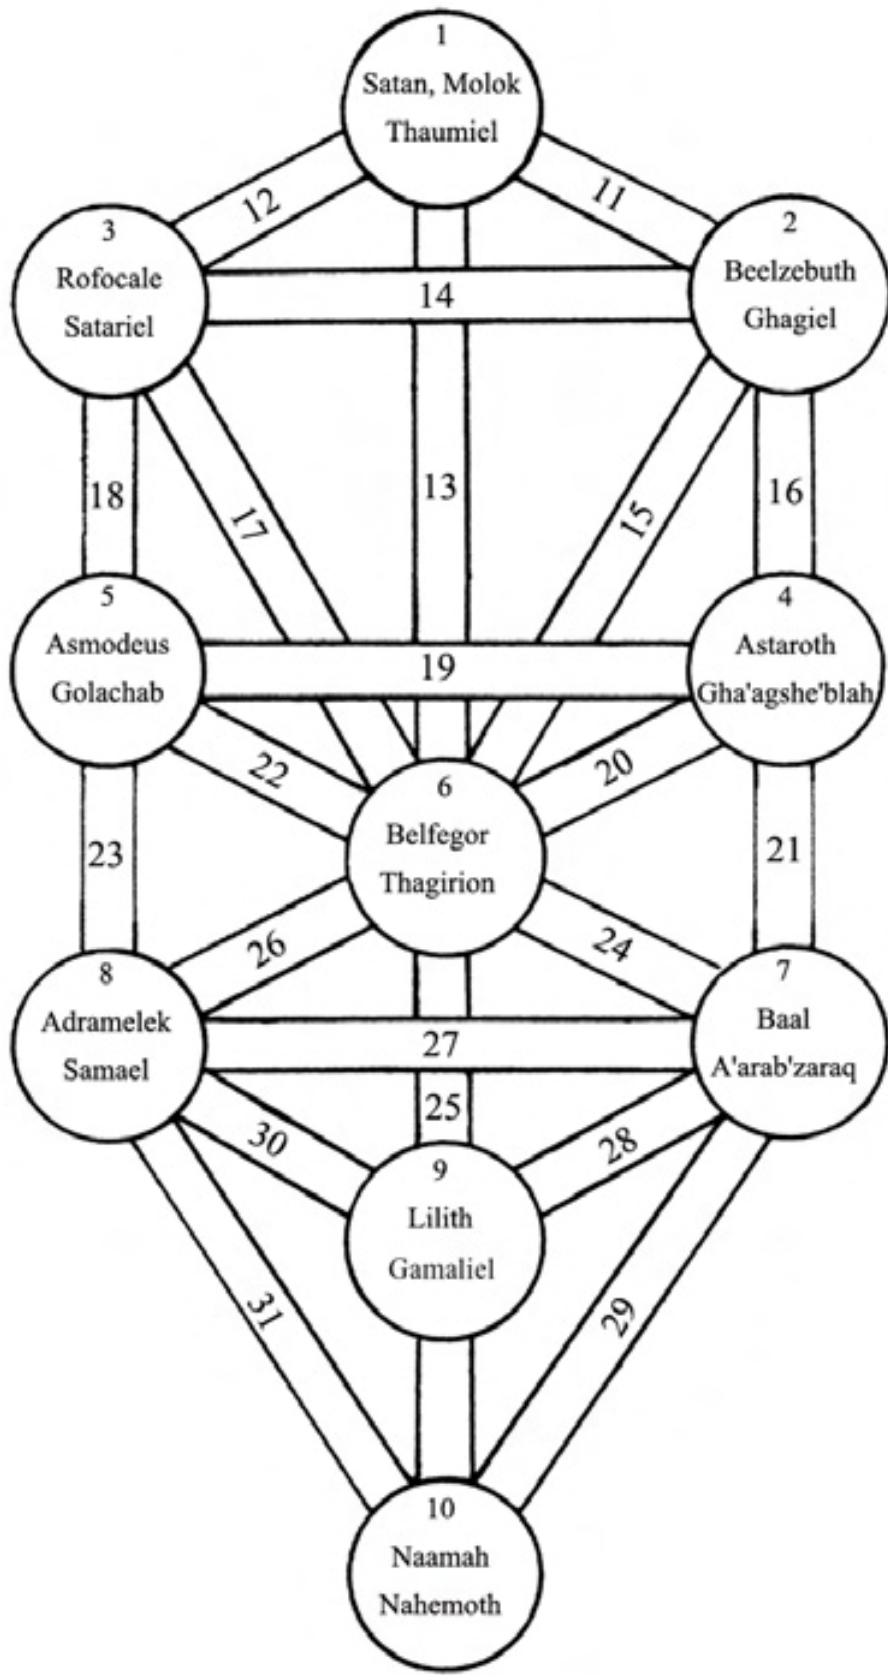 1
Satan, Molok
Thaumiel
12
11
3
Rofocale
Satariel
2
Beelzebuth
Ghagiel
14
18
17
13
15
16
5
Asmodeus
Golachab
4
Astaroth
Gha'agshe'blah
19
22
20
6
Belfegor
Thagirion
23
21
26
24
8
Adramelek
Samael
7
Baal
A'arab'zaraq
27
25
30
28
9
Lilith
Gamaliel
31
29
10
Naamah
Nahemoth